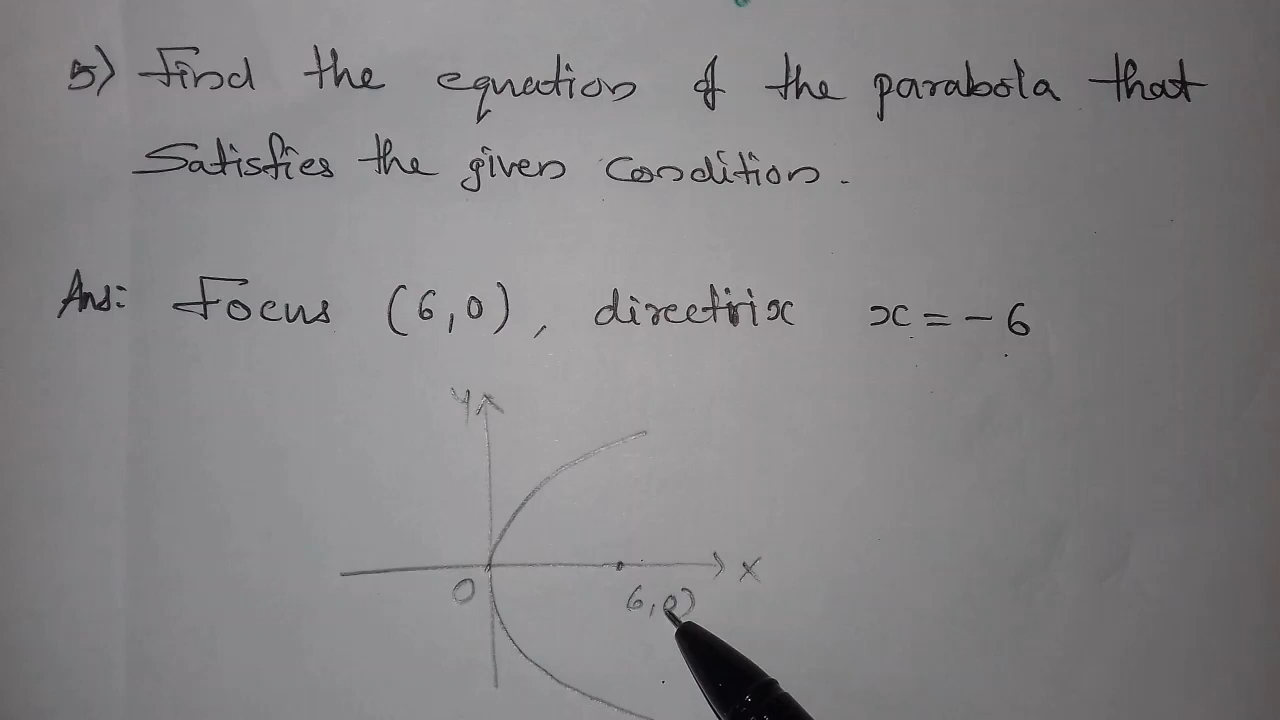 5) Find the equation of the parabola that
Satisfies the given condition.
Ans: Focus (6,0), directrix x = -6
Y
X
O
6,0)